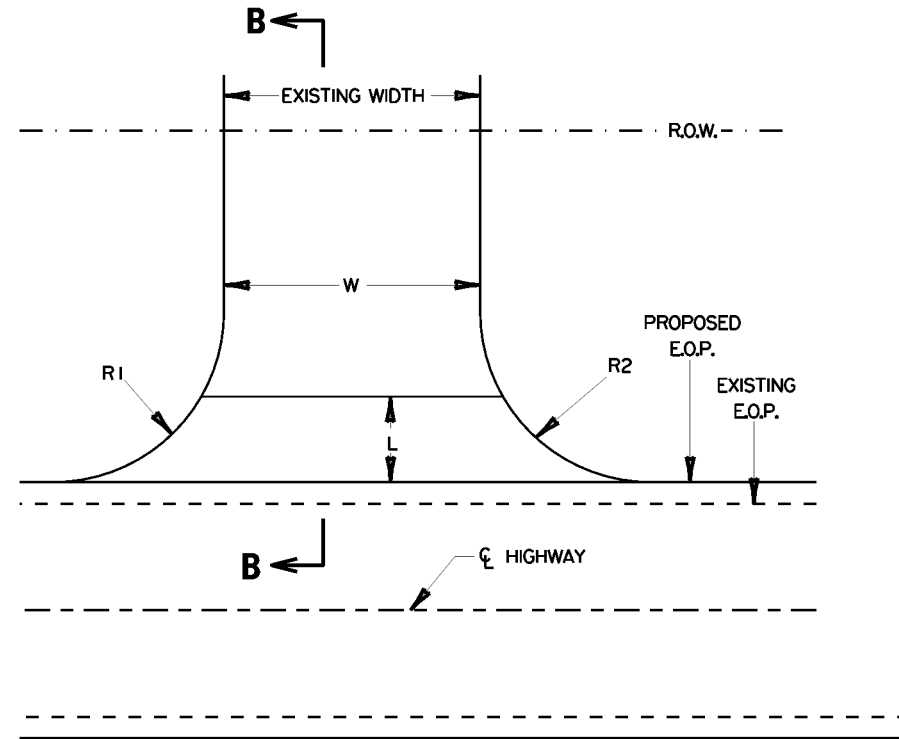 B
EXISTING WIDTH
R.O.W.
W
PROPOSED
E.O.P.
R1
R2
EXISTING
E.O.P.
L
B
℄ HIGHWAY